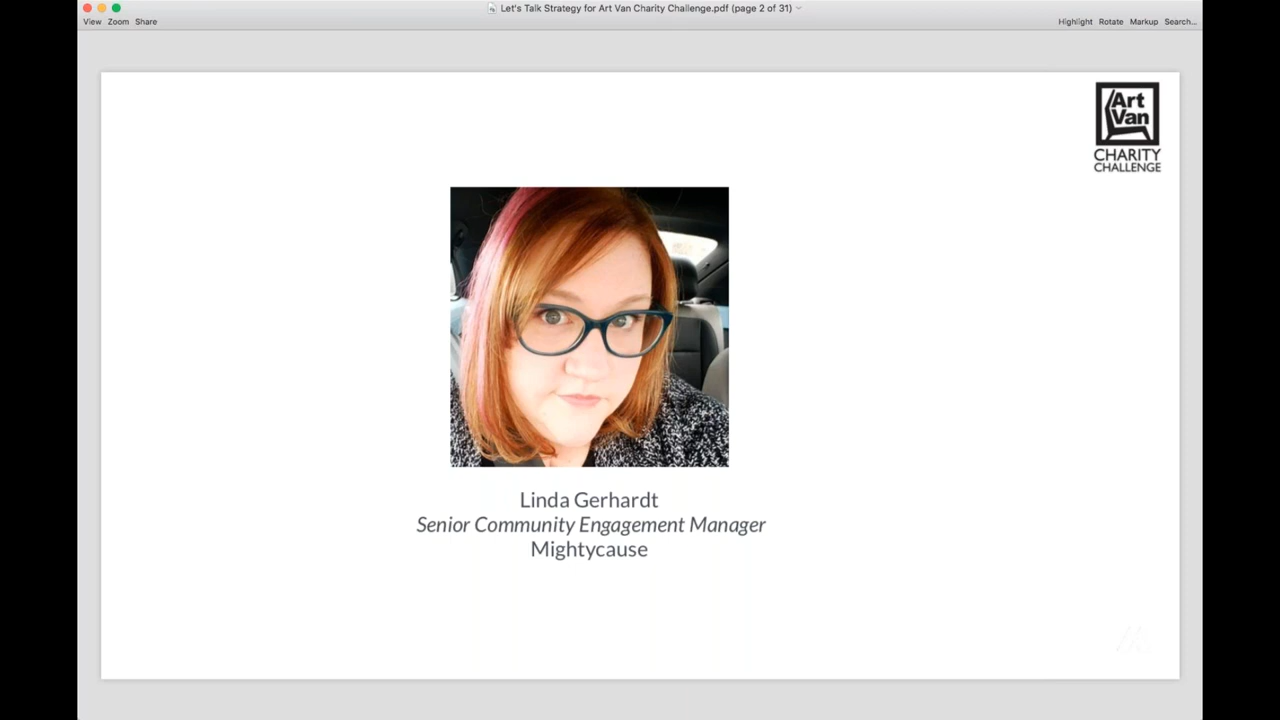 Let's Talk Strategy for Art Van Charity Challenge.pdf (page 2 of 31)
View Zoom Share
Highlight Rotate Markup Search...
Art
Van
CHARITY
CHALLENGE
Linda Gerhardt
Senior Community Engagement Manager
Mightycause